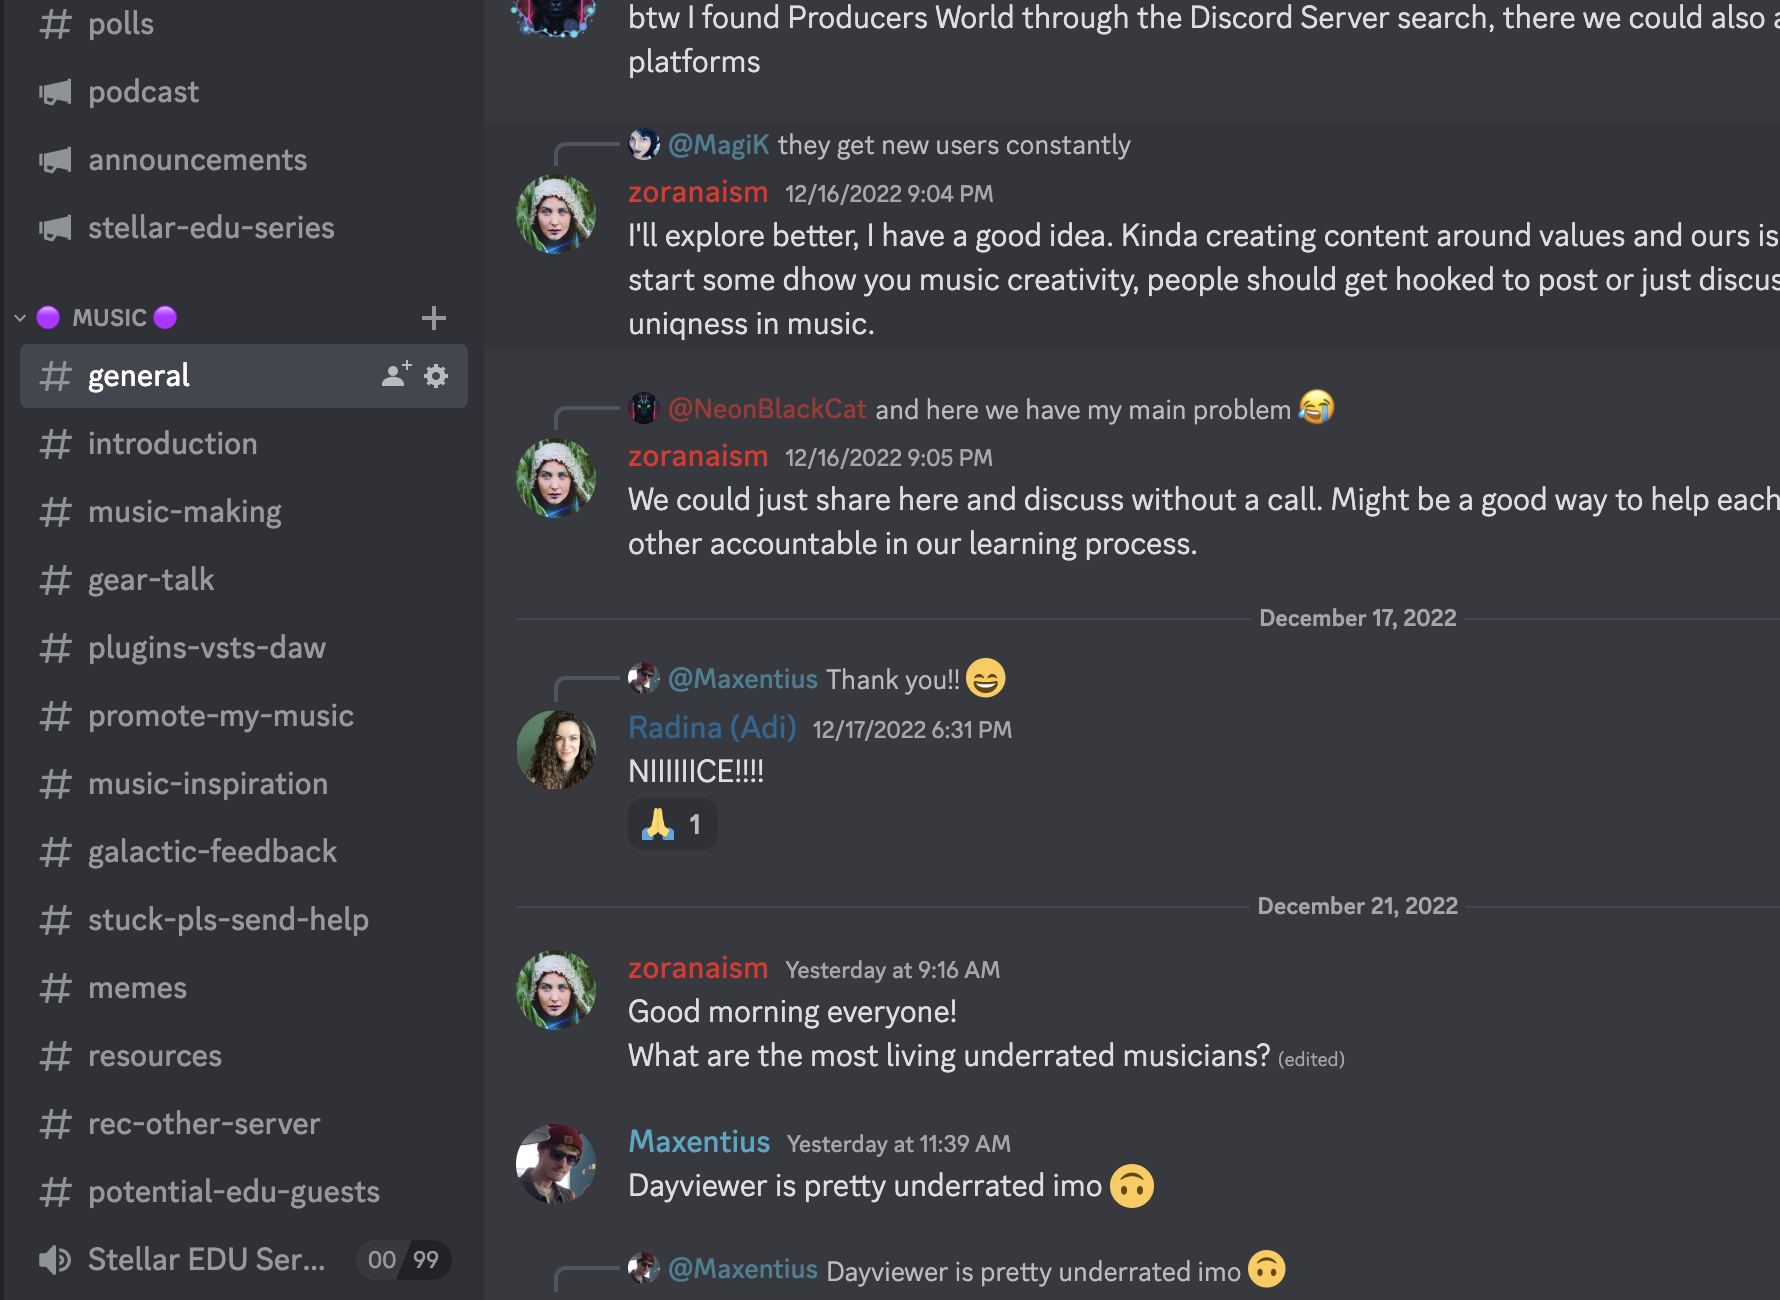 polls
podcast
announcements
stellar-edu-series
MUSIC
general
introduction
music-making
gear-talk
plugins-vsts-daw
promote-my-music
music-inspiration
galactic-feedback
stuck-pls-send-help
memes
resources
rec-other-server
potential-edu-guests
Stellar EDU Ser... 00 99
btw I found Producers World through the Discord Server search, there we could also
platforms
@MagiK they get new users constantly
zoranaism 12/16/2022 9:04 PM
I'll explore better, I have a good idea. Kinda creating content around values and ours is
start some dhow you music creativity, people should get hooked to post or just discus
uniqness in music.
@NeonBlackCat and here we have my main problem 😂
zoranaism 12/16/2022 9:05 PM
We could just share here and discuss without a call. Might be a good way to help each
other accountable in our learning process.
December 17, 2022
@Maxentius Thank you!! 😄
Radina (Adi) 12/17/2022 6:31 PM
NIIIIIICE!!!!
🙏 1
December 21, 2022
zoranaism Yesterday at 9:16 AM
Good morning everyone!
What are the most living underrated musicians? (edited)
Maxentius Yesterday at 11:39 AM
Dayviewer is pretty underrated imo 🙃
@Maxentius Dayviewer is pretty underrated imo 🙃